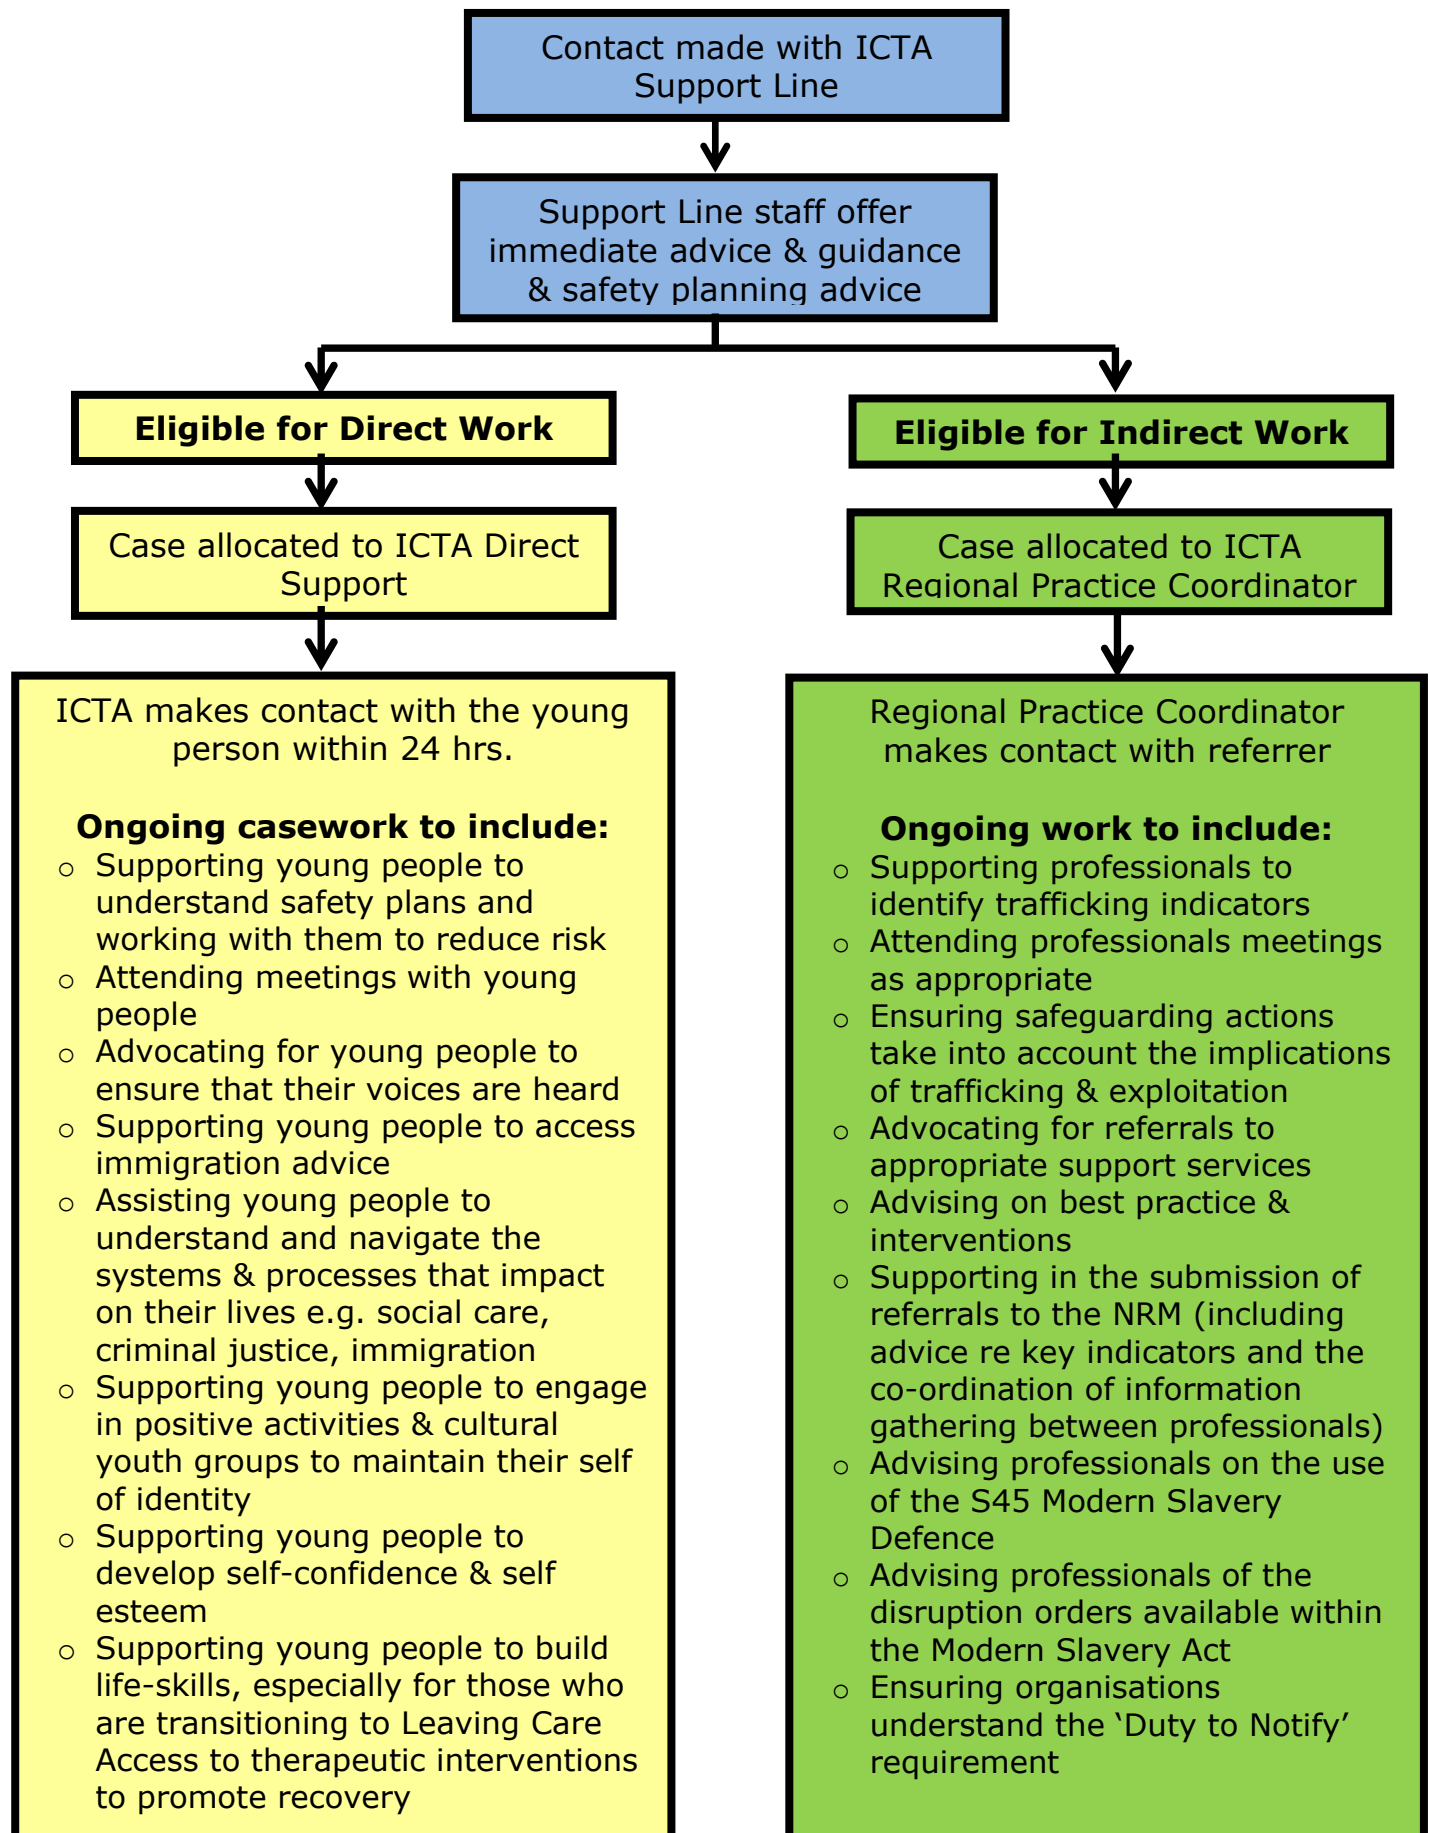 Contact made with ICTA
Support Line
Support Line staff offer
immediate advice & guidance
& safety planning advice
Eligible for Direct Work
Eligible for Indirect Work
Case allocated to ICTA Direct
Support
Case allocated to ICTA
Regional Practice Coordinator
ICTA makes contact with the young
person within 24 hrs.
Ongoing casework to include:
○ Supporting young people to
understand safety plans and
working with them to reduce risk
○ Attending meetings with young
people
○ Advocating for young people to
ensure that their voices are heard
○ Supporting young people to access
immigration advice
○ Assisting young people to
understand and navigate the
systems & processes that impact
on their lives e.g. social care,
criminal justice, immigration
○ Supporting young people to engage
in positive activities & cultural
youth groups to maintain their self
of identity
○ Supporting young people to
develop self-confidence & self
esteem
○ Supporting young people to build
life-skills, especially for those who
are transitioning to Leaving Care
Access to therapeutic interventions
to promote recovery
Regional Practice Coordinator
makes contact with referrer
Ongoing work to include:
○ Supporting professionals to
identify trafficking indicators
○ Attending professionals meetings
as appropriate
○ Ensuring safeguarding actions
take into account the implications
of trafficking & exploitation
○ Advocating for referrals to
appropriate support services
○ Advising on best practice &
interventions
○ Supporting in the submission of
referrals to the NRM (including
advice re key indicators and the
co-ordination of information
gathering between professionals)
○ Advising professionals on the use
of the S45 Modern Slavery
Defence
○ Advising professionals of the
disruption orders available within
the Modern Slavery Act
○ Ensuring organisations
understand the ‘Duty to Notify’
requirement